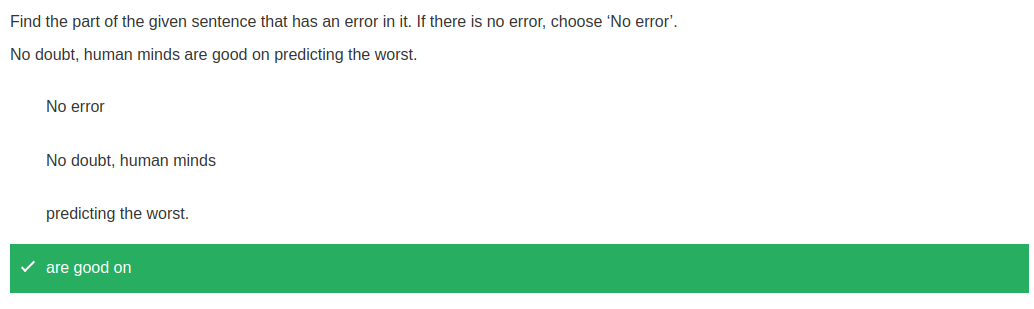 Find the part of the given sentence that has an error in it. If there is no error, choose ‘No error’.
No doubt, human minds are good on predicting the worst.
No error
No doubt, human minds
predicting the worst.
are good on